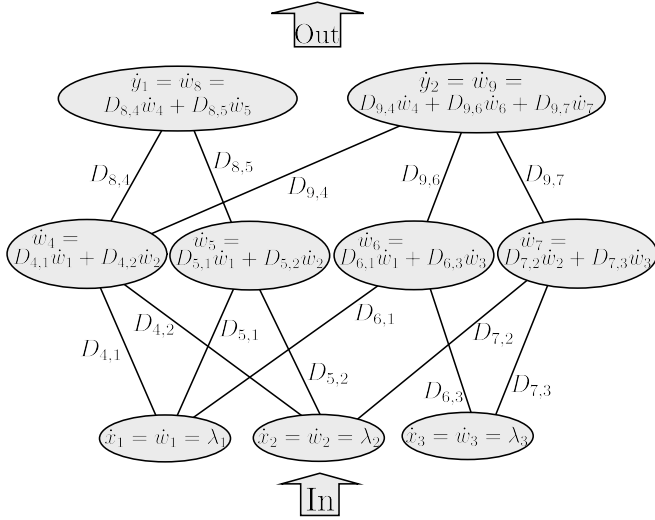 Out
ẏ₁ = ẇ₈ =
D₈,₄ẇ₄ + D₈,₅ẇ₅
ẏ₂ = ẇ₉ =
D₉,₄ẇ₄ + D₉,₆ẇ₆ + D₉,₇ẇ₇
D₈,₄
D₈,₅
D₉,₄
D₉,₆
D₉,₇
ẇ₄ =
D₄,₁ẇ₁ + D₄,₂ẇ₂
ẇ₅ =
D₅,₁ẇ₁ + D₅,₂ẇ₂
ẇ₆ =
D₆,₁ẇ₁ + D₆,₃ẇ₃
ẇ₇ =
D₇,₂ẇ₂ + D₇,₃ẇ₃
D₄,₁
D₄,₂
D₅,₁
D₅,₂
D₆,₁
D₆,₃
D₇,₂
D₇,₃
ẋ₁ = ẇ₁ = λ₁
ẋ₂ = ẇ₂ = λ₂
ẋ₃ = ẇ₃ = λ₃
In